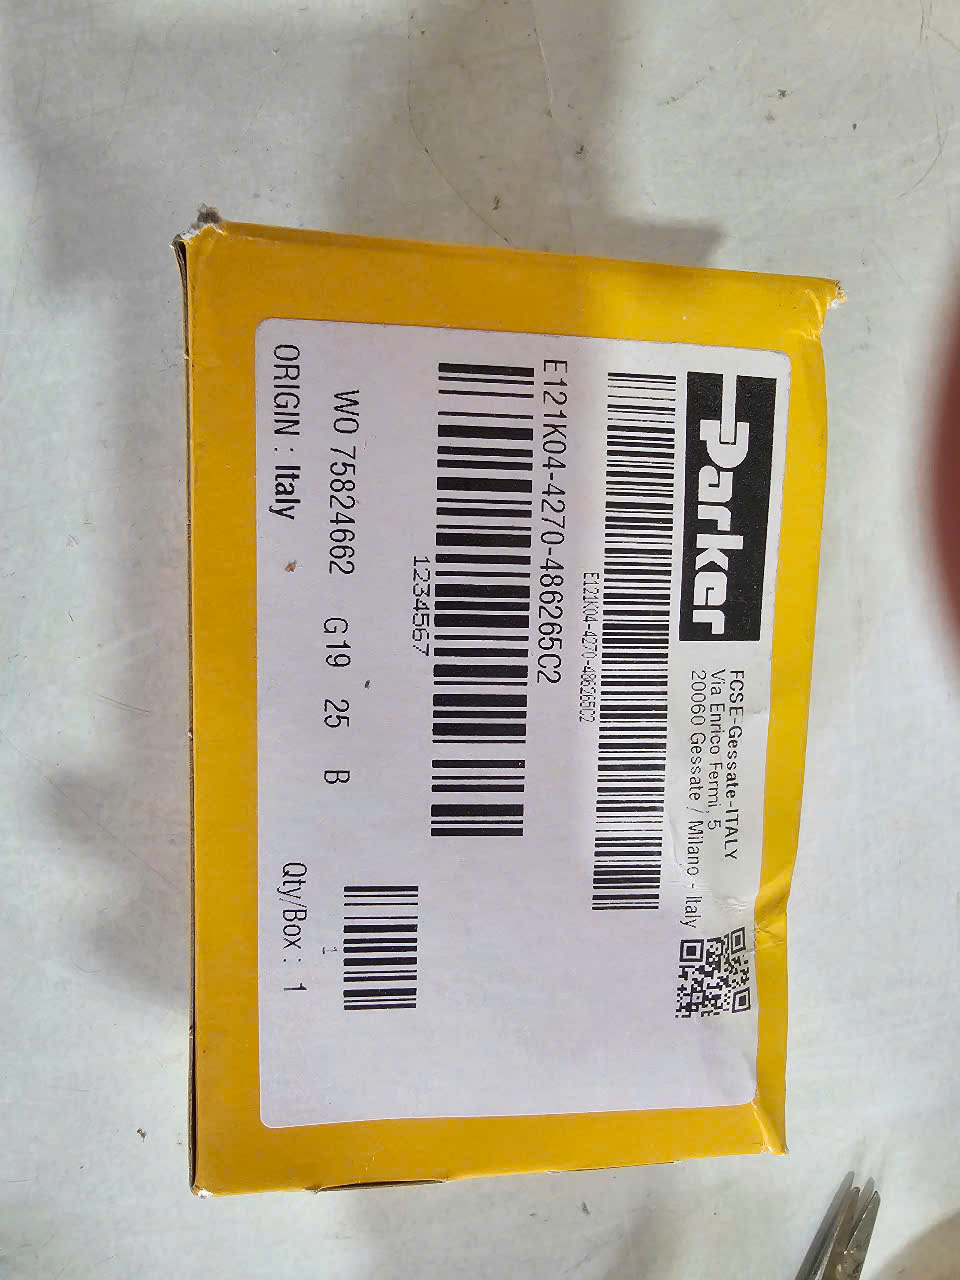 Parker
FCSE-Gessate-ITALY
Via Enrico Fermi, 5
20060 Gessate / Milano - Italy
E121K04-4270-486265C2
E121K04-4270-486265C2
1234567
WO 75824662 G19 25 B
1
ORIGIN : Italy
Qty/Box : 1